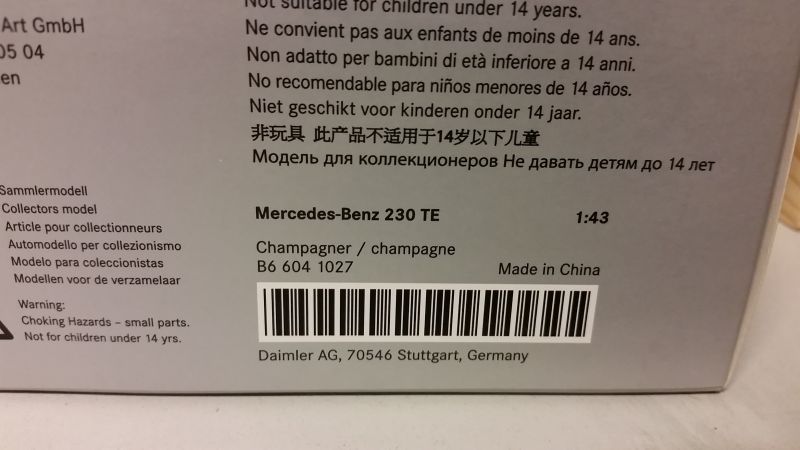 Art GmbH
05 04
en
Not suitable for children under 14 years.
Ne convient pas aux enfants de moins de 14 ans.
Non adatto per bambini di età inferiore a 14 anni.
No recomendable para niños menores de 14 años.
Niet geschikt voor kinderen onder 14 jaar.
非玩具 此产品不适用于14岁以下儿童
Модель для коллекционеров Не давать детям до 14 лет
Sammlermodell
Collectors model
Article pour collectionneurs
Automodello per collezionismo
Modelo para coleccionistas
Modellen voor de verzamelaar
Warning:
Choking Hazards – small parts.
Not for children under 14 yrs.
Mercedes-Benz 230 TE 1:43
Champagner / champagne
B6 604 1027 Made in China
Daimler AG, 70546 Stuttgart, Germany